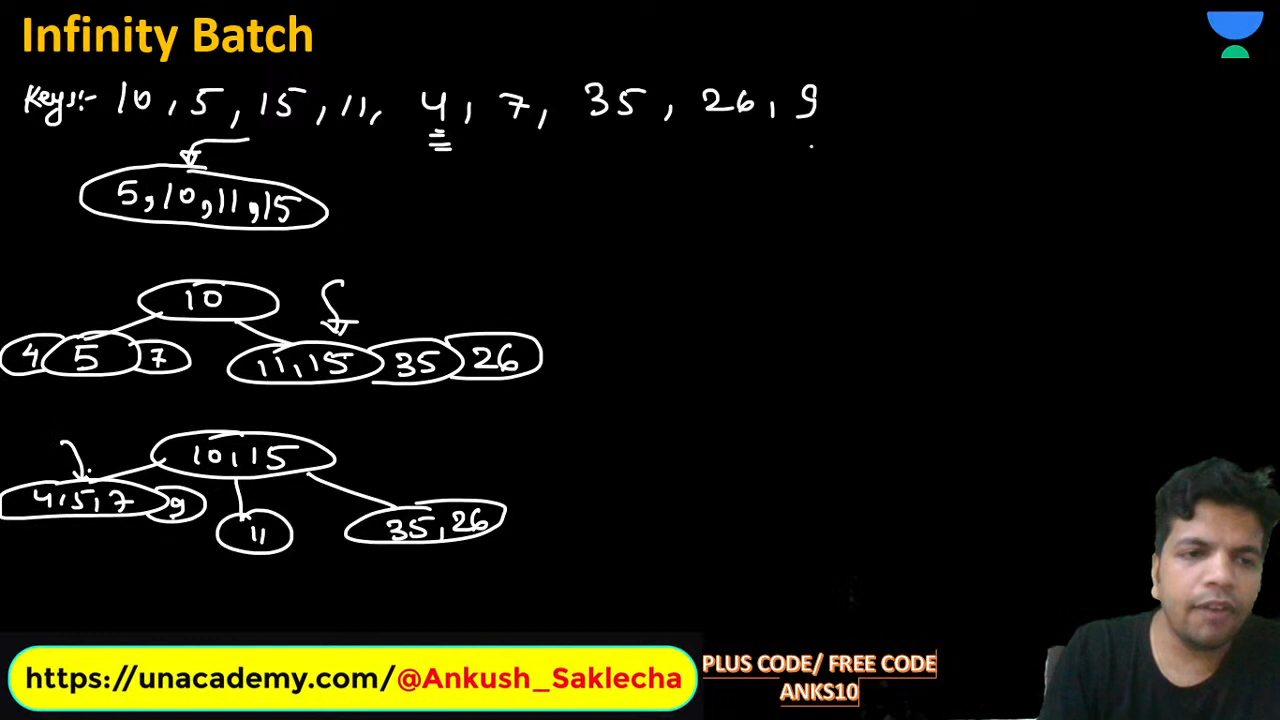 Infinity Batch
Keys:- 10, 5, 15, 11, 4, 7, 35, 26, 9
5, 10, 11, 15
10
4 5 7 11, 15 35 26
10, 15
4, 5, 7 9 11 35, 26
https://unacademy.com/@Ankush_Saklecha
PLUS CODE/ FREE CODE
ANKS10